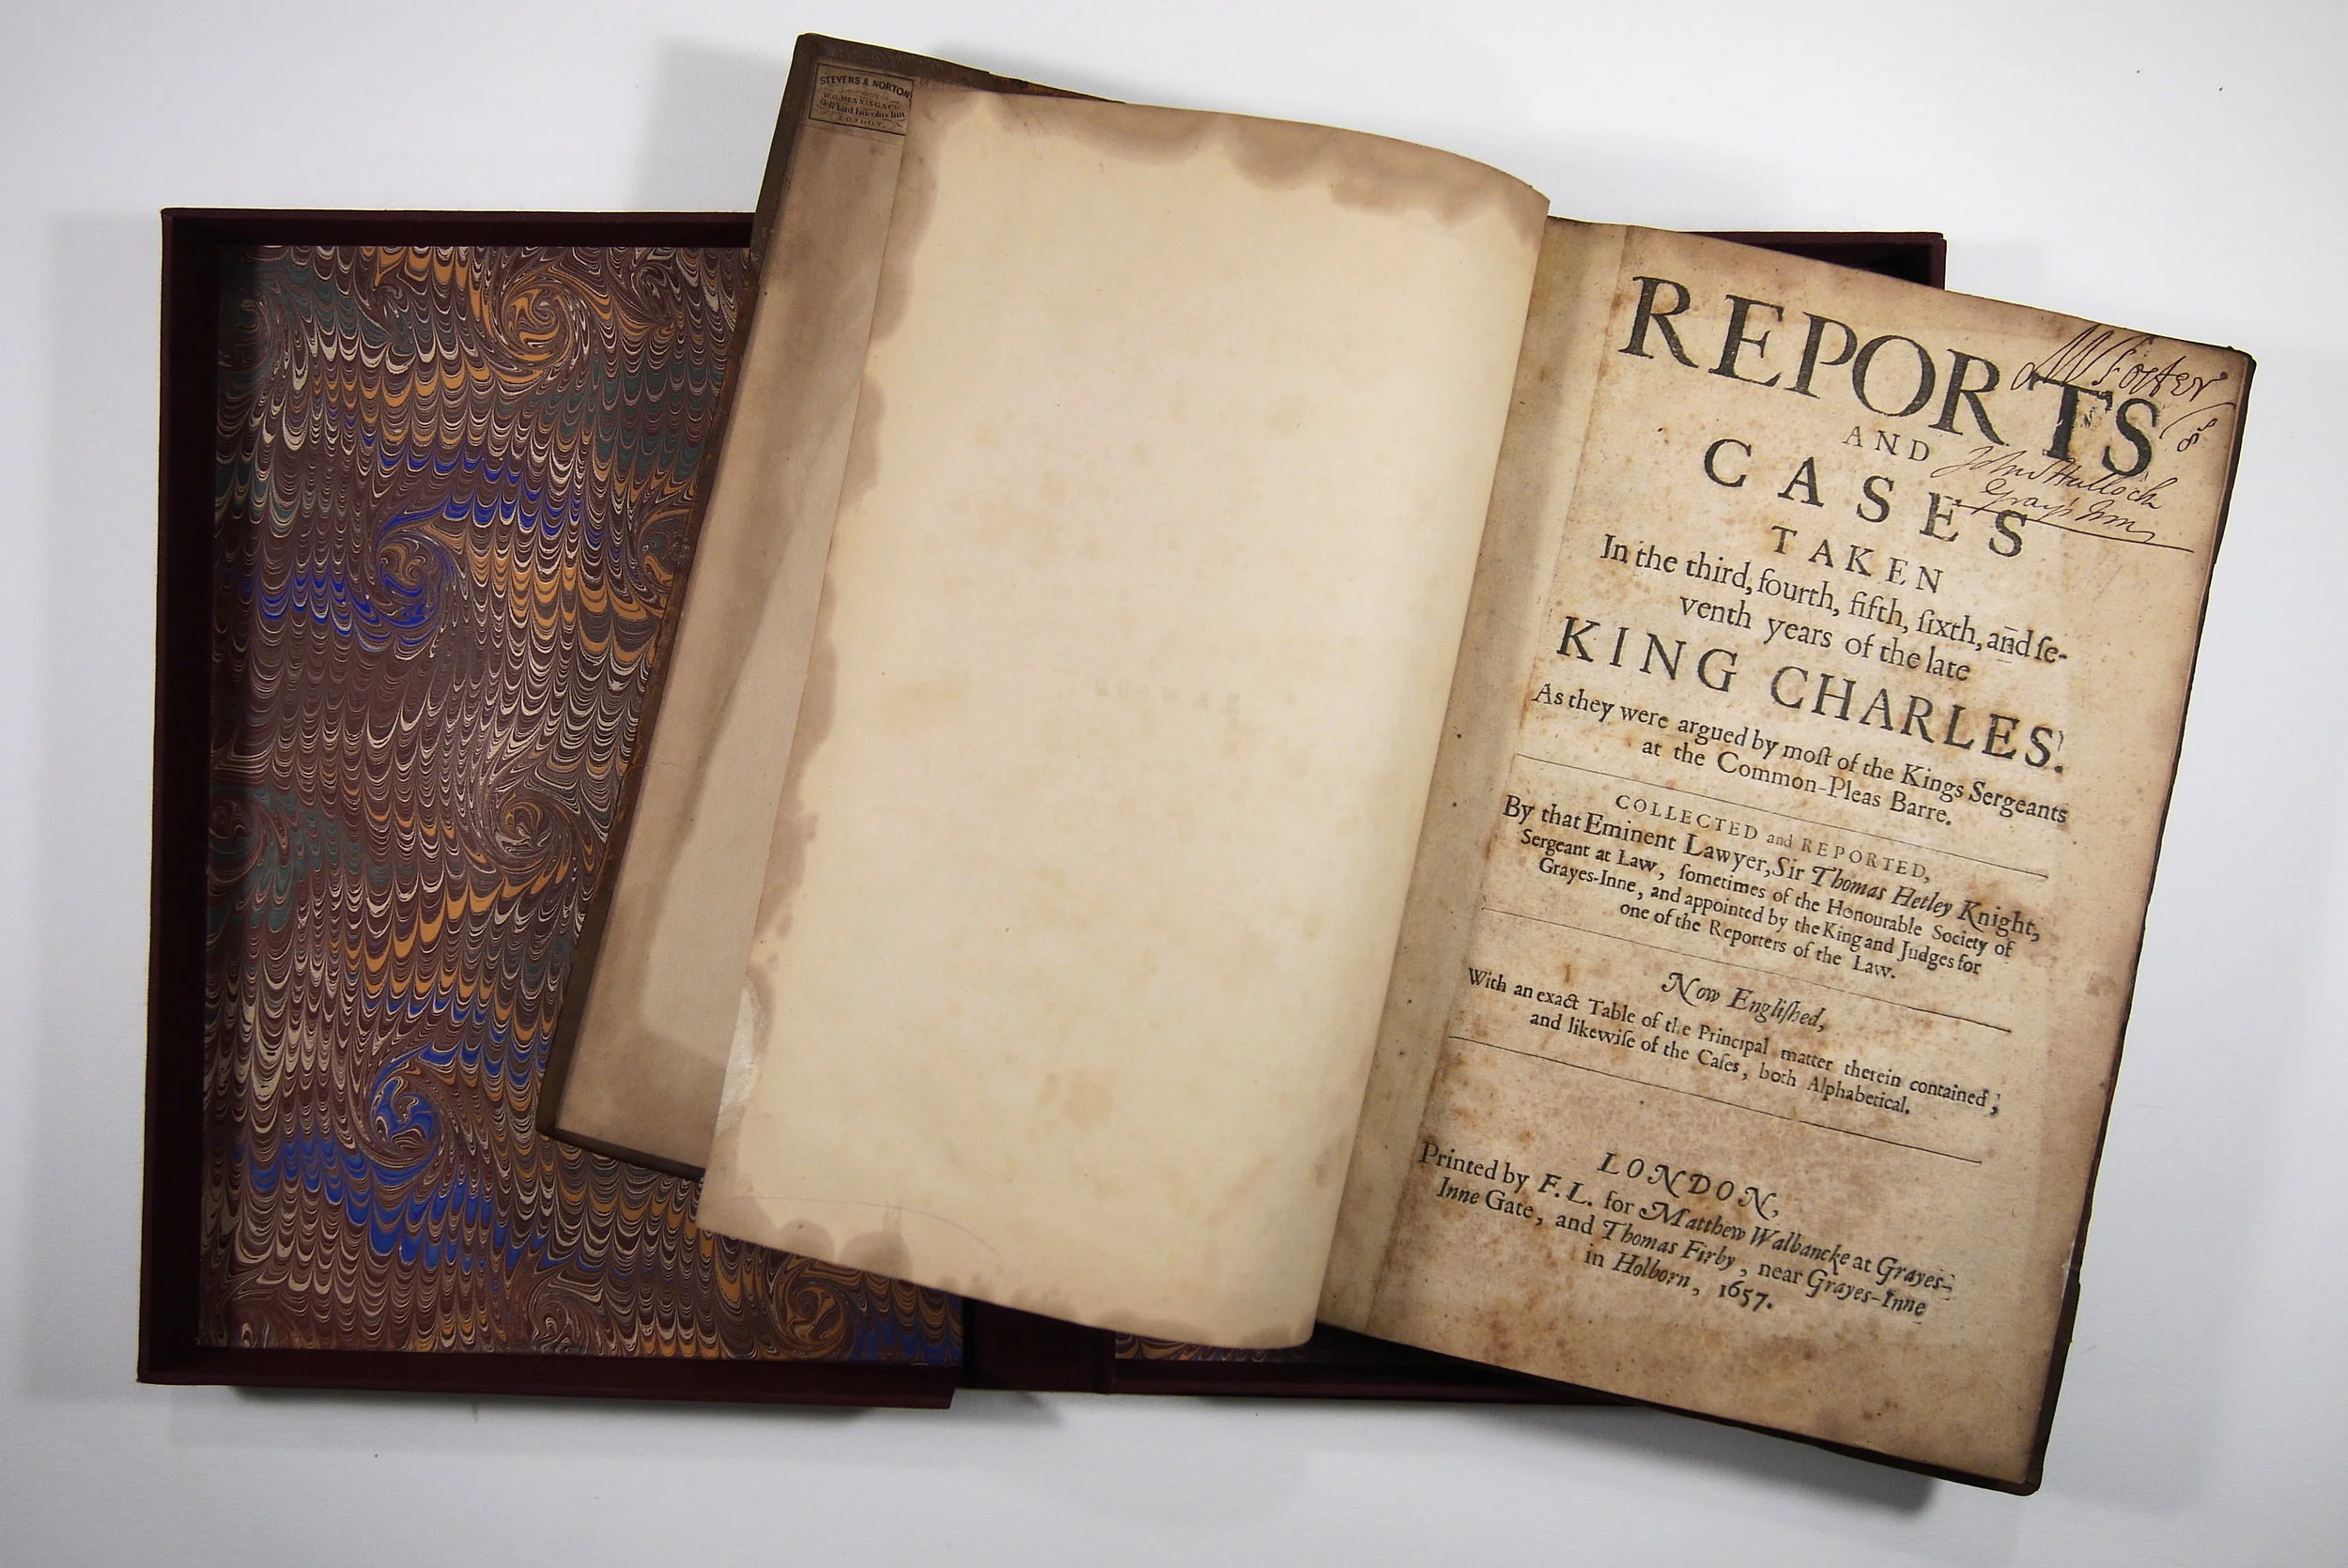 STEVENS & NORTON
LONDON.
REPORTS
AND
CASES
TAKEN
In the third, fourth, fifth, ſixth, and ſe-
venth years of the late
KING CHARLES.
As they were argued by moſt of the Kings Sergeants
at the Common-Pleas Barre.
COLLECTED and REPORTED,
By that Eminent Lawyer, Sir Thomas Hetley Knight,
Sergeant at Law, ſometimes of the Honourable Society of
Grayes-Inne, and appointed by the King and Judges for
one of the Reporters of the Law.
Now Engliſhed,
With an exact Table of the Principal matter therein contained;
and likewiſe of the Caſes, both Alphabetical.
LONDON,
Printed by F. L. for Matthew Walbancke at Grayes-
Inne Gate, and Thomas Firby, near Grayes-Inne
in Holborn, 1657.
Forster
John Hullock
Grays Inn